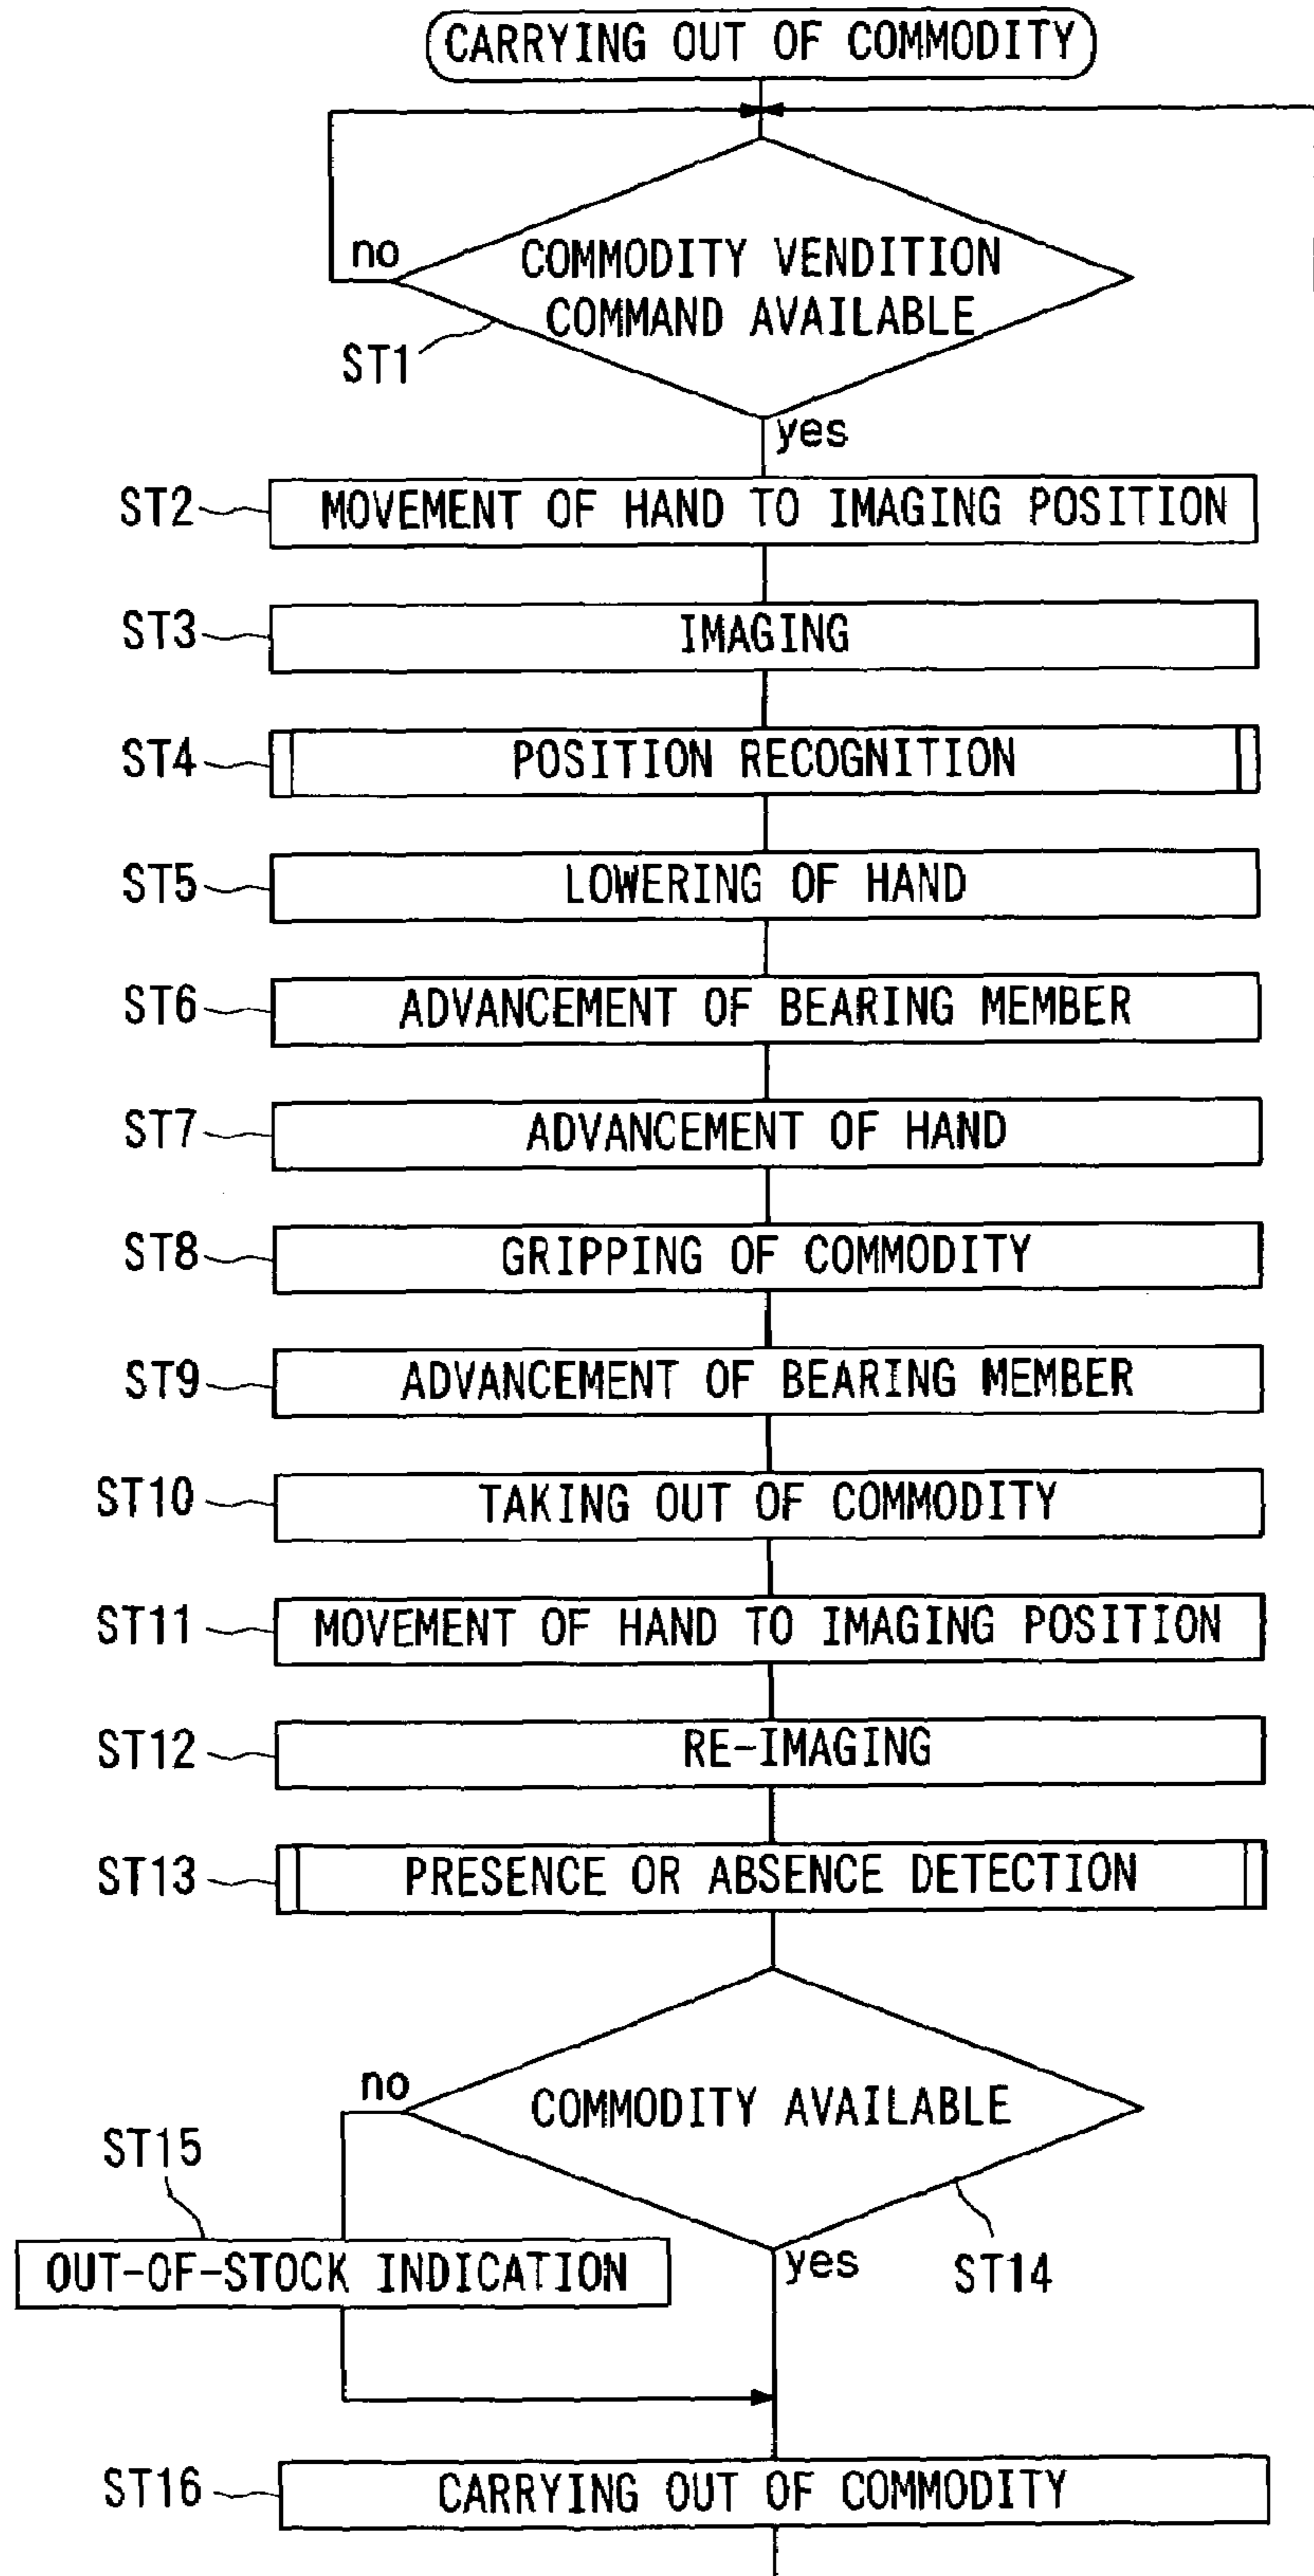 CARRYING OUT OF COMMODITY
no
COMMODITY VENDITION
COMMAND AVAILABLE
ST1
yes
ST2
MOVEMENT OF HAND TO IMAGING POSITION
ST3
IMAGING
ST4
POSITION RECOGNITION
ST5
LOWERING OF HAND
ST6
ADVANCEMENT OF BEARING MEMBER
ST7
ADVANCEMENT OF HAND
ST8
GRIPPING OF COMMODITY
ST9
ADVANCEMENT OF BEARING MEMBER
ST10
TAKING OUT OF COMMODITY
ST11
MOVEMENT OF HAND TO IMAGING POSITION
ST12
RE-IMAGING
ST13
PRESENCE OR ABSENCE DETECTION
no
COMMODITY AVAILABLE
ST15
OUT-OF-STOCK INDICATION
yes
ST14
ST16
CARRYING OUT OF COMMODITY